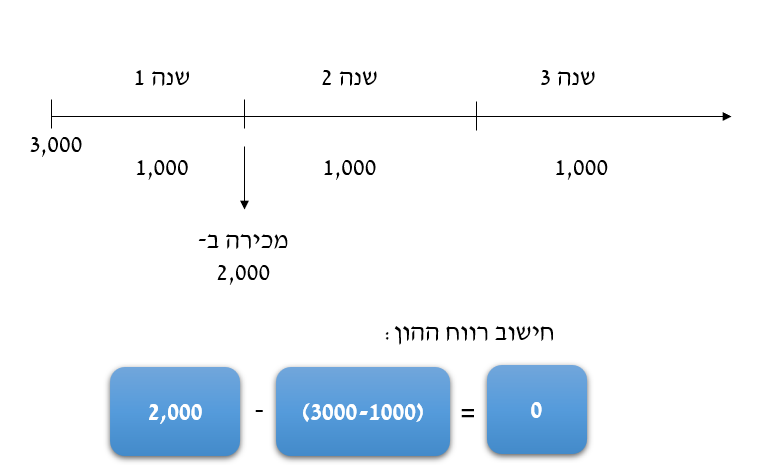 שנה 1
שנה 2
שנה 3
3,000
1,000
1,000
1,000
מכירה ב-
2,000
חישוב רווח ההון :
2,000 - (3000-1000) = 0